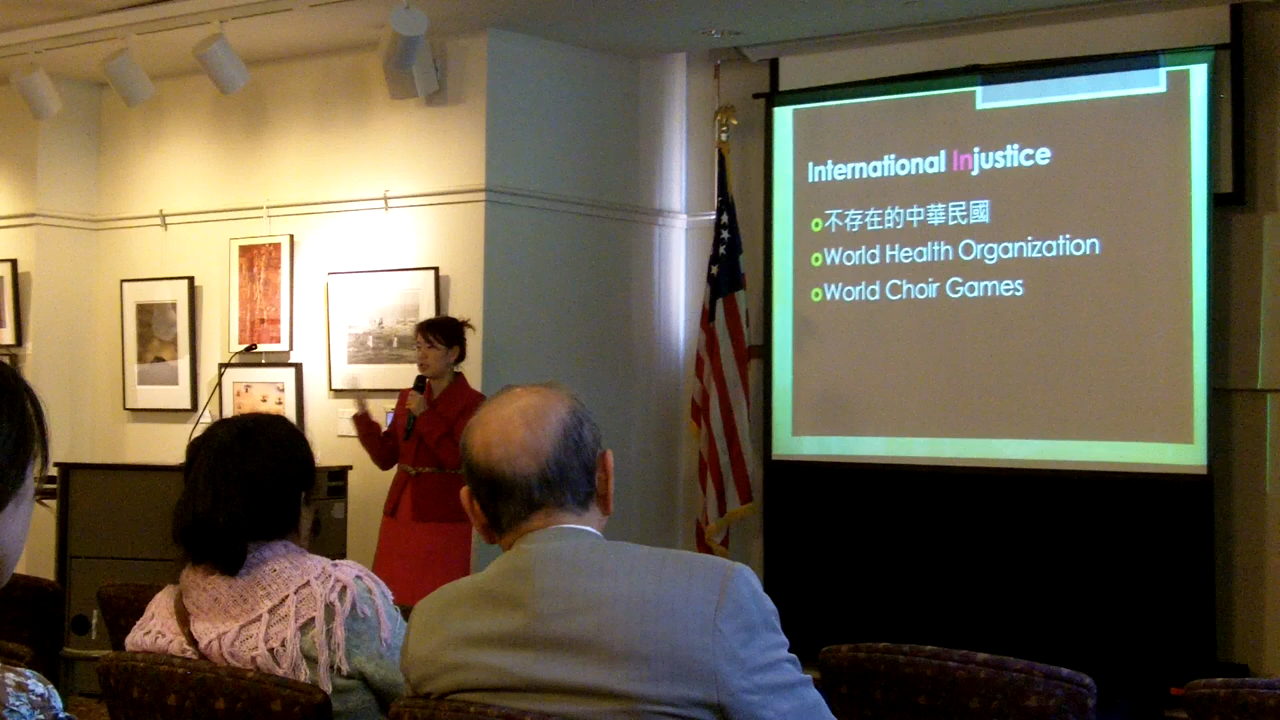 International Injustice
不存在的中華民國
World Health Organization
World Choir Games